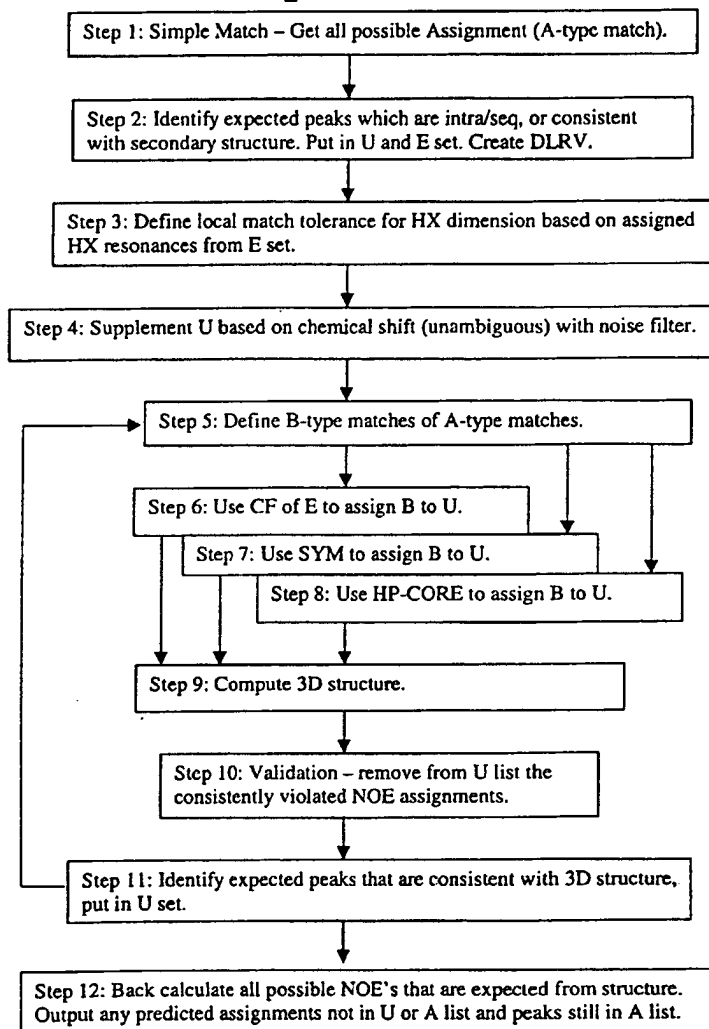 Step 1: Simple Match – Get all possible Assignment (A-type match).
Step 2: Identify expected peaks which are intra/seq, or consistent
with secondary structure. Put in U and E set. Create DLRV.
Step 3: Define local match tolerance for HX dimension based on assigned
HX resonances from E set.
Step 4: Supplement U based on chemical shift (unambiguous) with noise filter.
Step 5: Define B-type matches of A-type matches.
Step 6: Use CF of E to assign B to U.
Step 7: Use SYM to assign B to U.
Step 8: Use HP-CORE to assign B to U.
Step 9: Compute 3D structure.
Step 10: Validation – remove from U list the
consistently violated NOE assignments.
Step 11: Identify expected peaks that are consistent with 3D structure,
put in U set.
Step 12: Back calculate all possible NOE's that are expected from structure.
Output any predicted assignments not in U or A list and peaks still in A list.